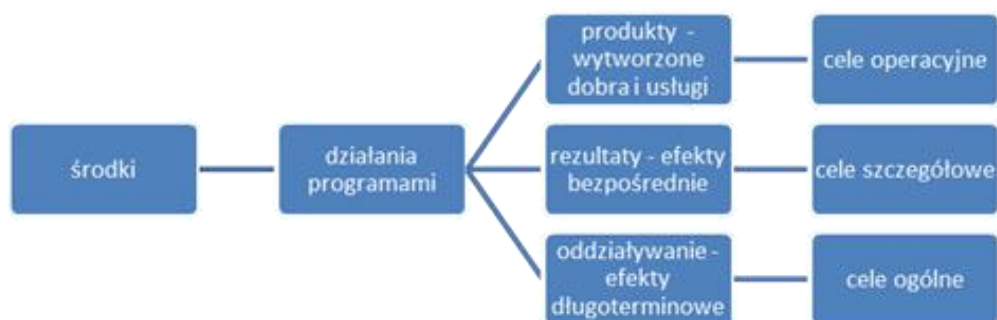 środki
działania
programami
produkty -
wytworzone
dobra i usługi
cele operacyjne
rezultaty - efekty
bezpośrednie
cele szczegółowe
oddziaływanie -
efekty
długoterminowe
cele ogólne